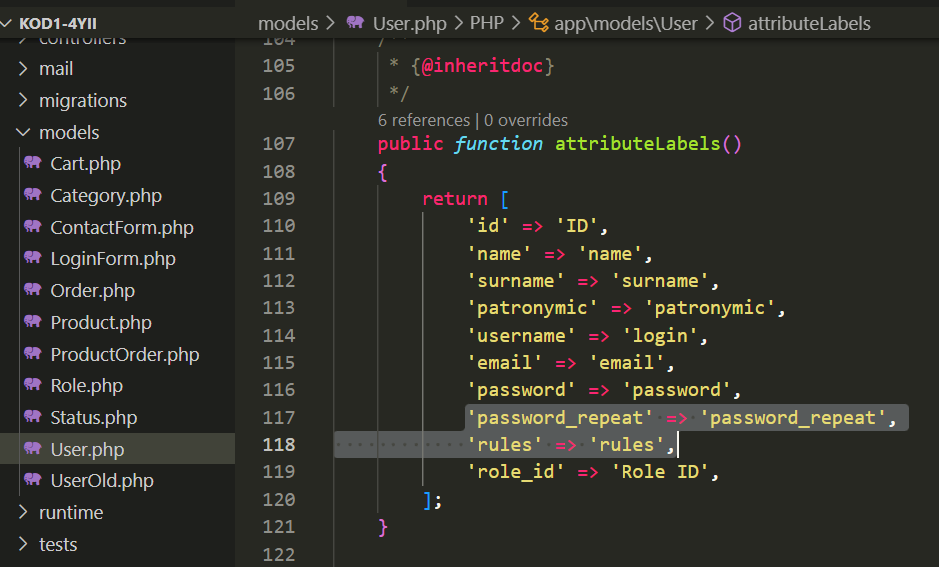 KOD1-4YII
controllers
mail
migrations
models
Cart.php
Category.php
ContactForm.php
LoginForm.php
Order.php
Product.php
ProductOrder.php
Role.php
Status.php
User.php
UserOld.php
runtime
tests
models > User.php > PHP > app\models\User > attributeLabels
104 /**
105 * {@inheritdoc}
106 */
6 references | 0 overrides
107 public function attributeLabels()
108 {
109 return [
110 'id' => 'ID',
111 'name' => 'name',
112 'surname' => 'surname',
113 'patronymic' => 'patronymic',
114 'username' => 'login',
115 'email' => 'email',
116 'password' => 'password',
117 'password_repeat' => 'password_repeat',
118 'rules' => 'rules',
119 'role_id' => 'Role ID',
120 ];
121 }
122